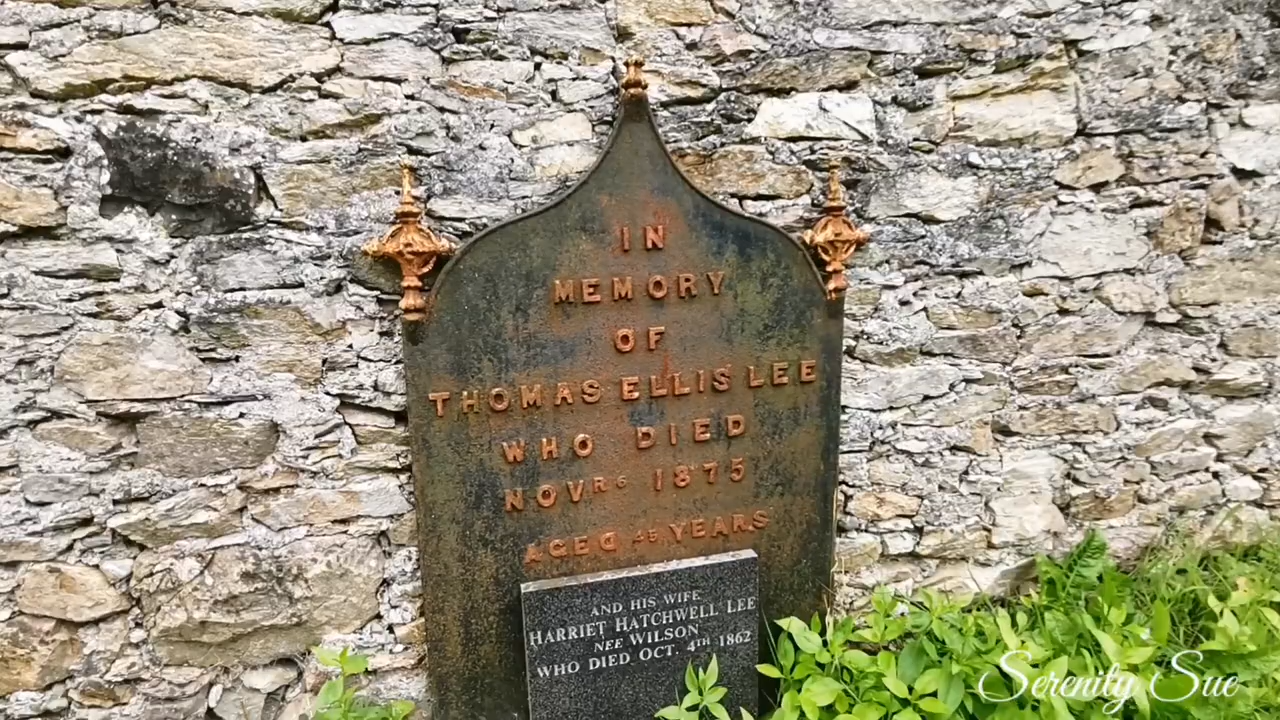 IN
MEMORY
OF
THOMAS ELLIS LEE
WHO DIED
NOVR 6 1875
AGED 45 YEARS
AND HIS WIFE
HARRIET HATCHWELL LEE
NEE WILSON
WHO DIED OCT. 4TH 1862
Serenity Sue